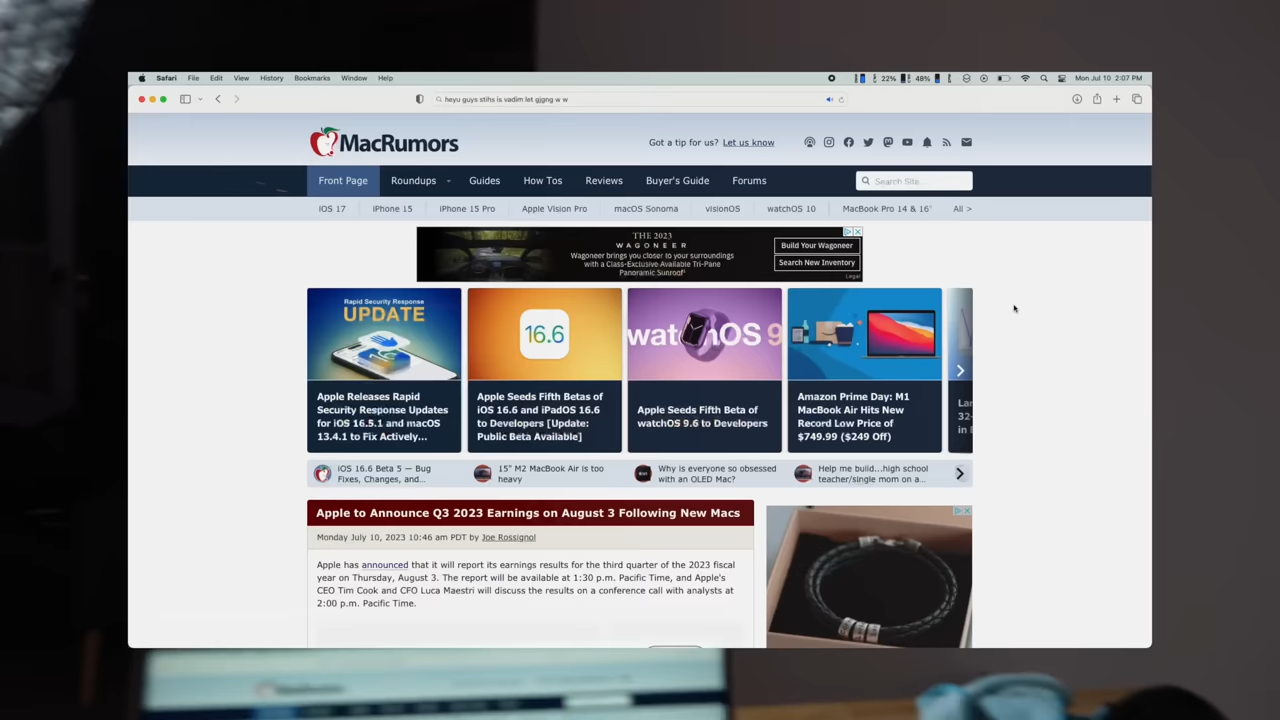 Safari File Edit View History Bookmarks Window Help
22% 48% Mon Jul 10 2:07 PM
heyu guys stihs is vadim let gjgng w w
MacRumors
Got a tip for us? Let us know
Front Page Roundups Guides How Tos Reviews Buyer's Guide Forums
Search Site...
iOS 17 iPhone 15 iPhone 15 Pro Apple Vision Pro macOS Sonoma visionOS watchOS 10 MacBook Pro 14 & 16" All >
THE 2023
WAGONEER
Wagoneer brings you closer to your surroundings
with a Class-Exclusive Available Tri-Pane
Panoramic Sunroof
Build Your Wagoneer
Search New Inventory
Legal
Rapid Security Response
UPDATE
Apple Releases Rapid
Security Response Updates
for iOS 16.5.1 and macOS
13.4.1 to Fix Actively...
16.6
Apple Seeds Fifth Betas of
iOS 16.6 and iPadOS 16.6
to Developers [Update:
Public Beta Available]
watchOS 9
Apple Seeds Fifth Beta of
watchOS 9.6 to Developers
Amazon Prime Day: M1
MacBook Air Hits New
Record Low Price of
$749.99 ($249 Off)
Lar
32-
in E
iOS 16.6 Beta 5 — Bug
Fixes, Changes, and...
15" M2 MacBook Air is too
heavy
Why is everyone so obsessed
with an OLED Mac?
Help me build...high school
teacher/single mom on a...
Apple to Announce Q3 2023 Earnings on August 3 Following New Macs
Monday July 10, 2023 10:46 am PDT by Joe Rossignol
Apple has announced that it will report its earnings results for the third quarter of the 2023 fiscal
year on Thursday, August 3. The report will be available at 1:30 p.m. Pacific Time, and Apple's
CEO Tim Cook and CFO Luca Maestri will discuss the results on a conference call with analysts at
2:00 p.m. Pacific Time.